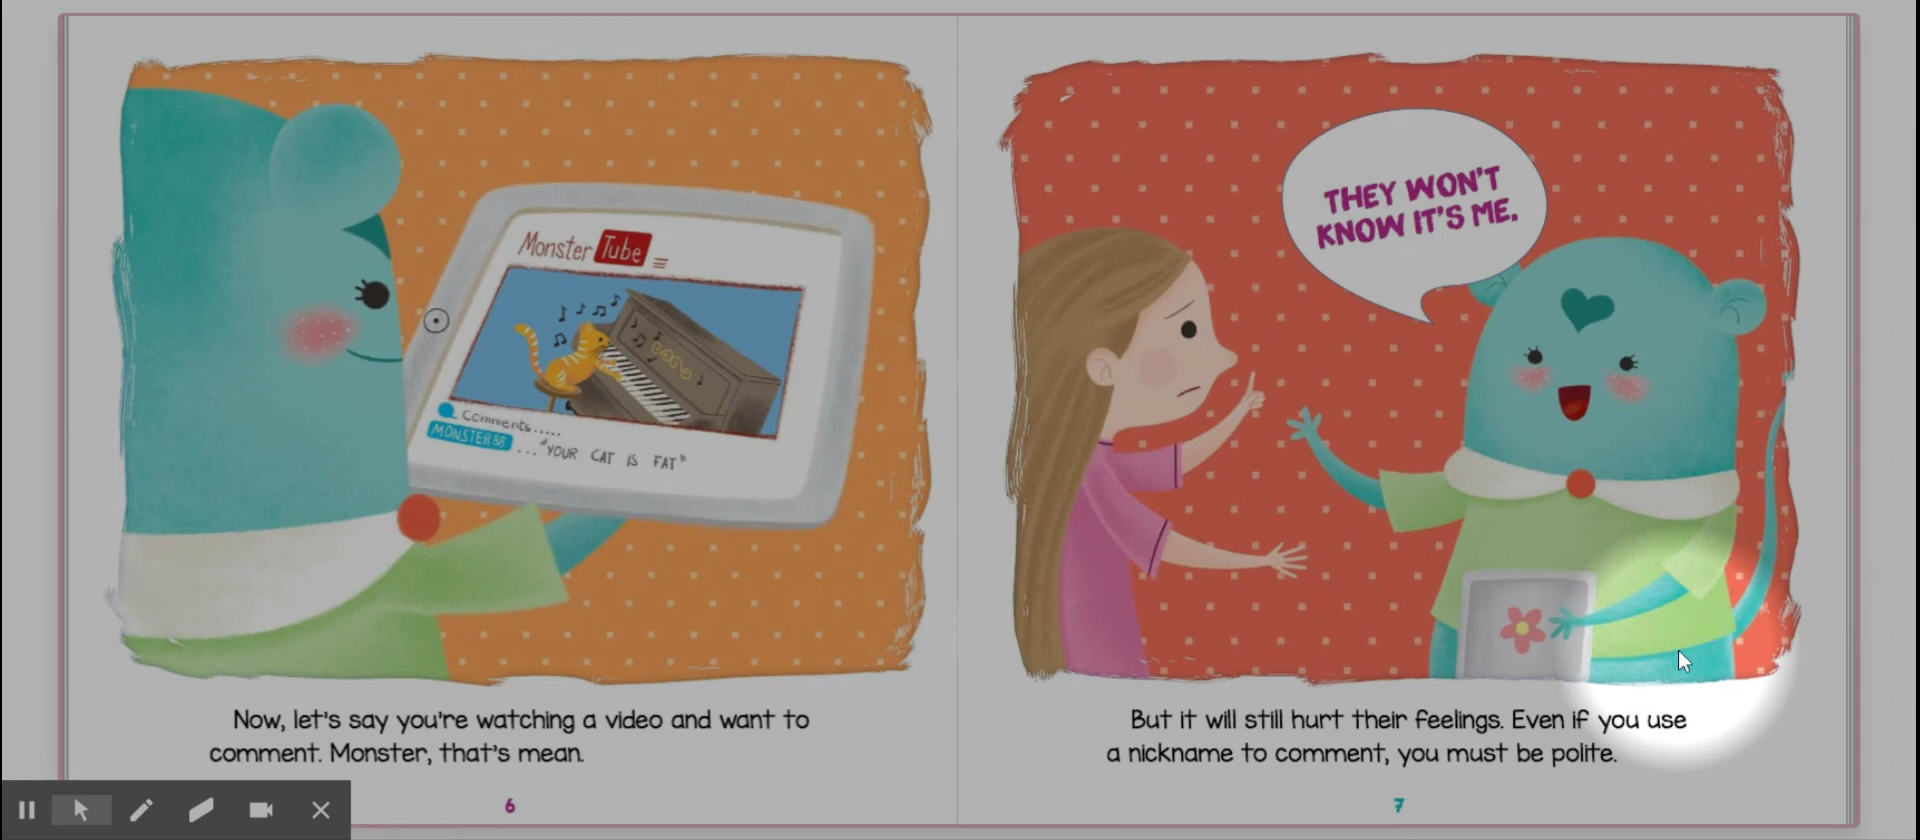 Monster Tube
Comments.....
MONSTER88
... "YOUR CAT IS FAT"
Now, let's say you're watching a video and want to
comment. Monster, that's mean.
6
THEY WON'T
KNOW IT'S ME.
But it will still hurt their feelings. Even if you use
a nickname to comment, you must be polite.
7